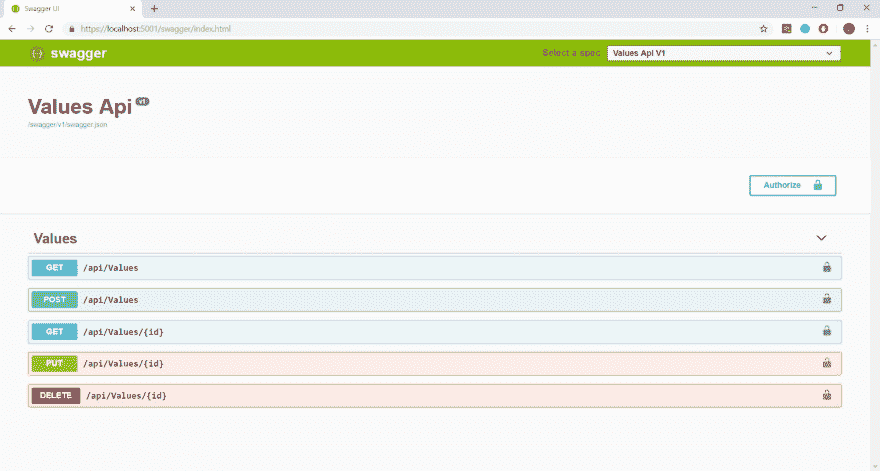 Swagger UI
https://localhost:5001/swagger/index.html
swagger
Select a spec
Values Api V1
Values Api v1
/swagger/v1/swagger.json
Authorize
Values
GET /api/Values
POST /api/Values
GET /api/Values/{id}
PUT /api/Values/{id}
DELETE /api/Values/{id}